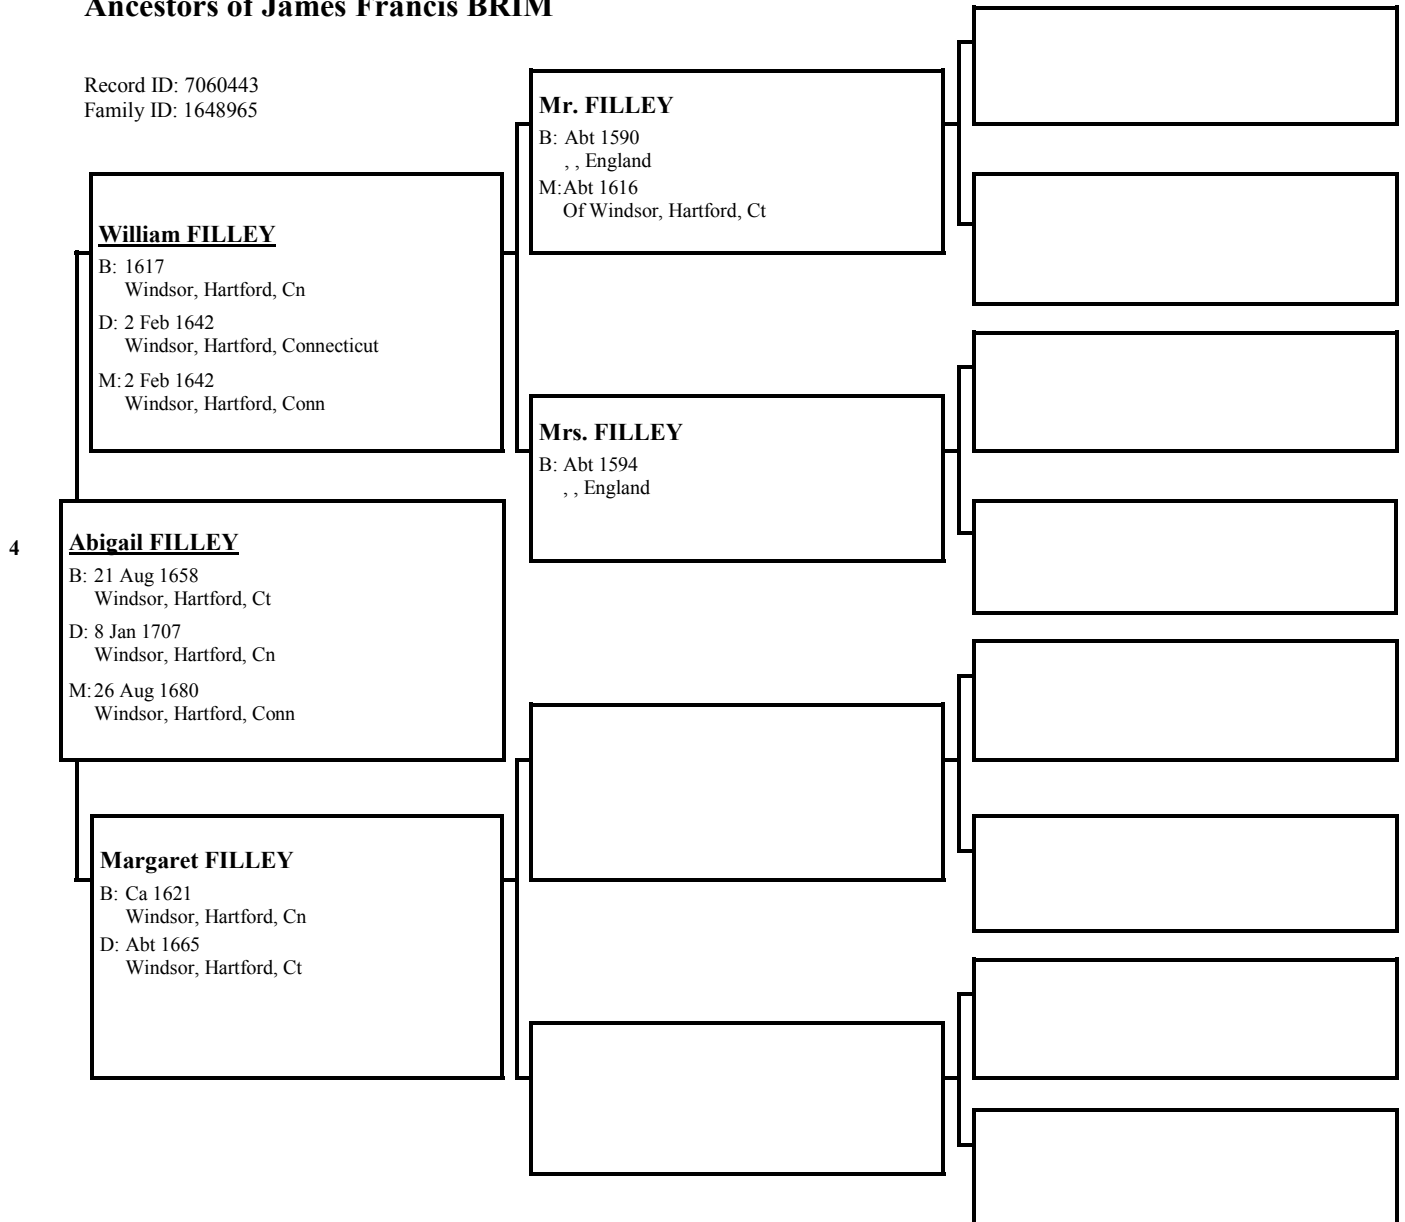 Ancestors of James Francis BRIM
Record ID: 7060443
Family ID: 1648965
Mr. FILLEY
B: Abt 1590
, , England
M:Abt 1616
Of Windsor, Hartford, Ct
William FILLEY
B: 1617
Windsor, Hartford, Cn
D: 2 Feb 1642
Windsor, Hartford, Connecticut
M:2 Feb 1642
Windsor, Hartford, Conn
Mrs. FILLEY
B: Abt 1594
, , England
4
Abigail FILLEY
B: 21 Aug 1658
Windsor, Hartford, Ct
D: 8 Jan 1707
Windsor, Hartford, Cn
M:26 Aug 1680
Windsor, Hartford, Conn
Margaret FILLEY
B: Ca 1621
Windsor, Hartford, Cn
D: Abt 1665
Windsor, Hartford, Ct